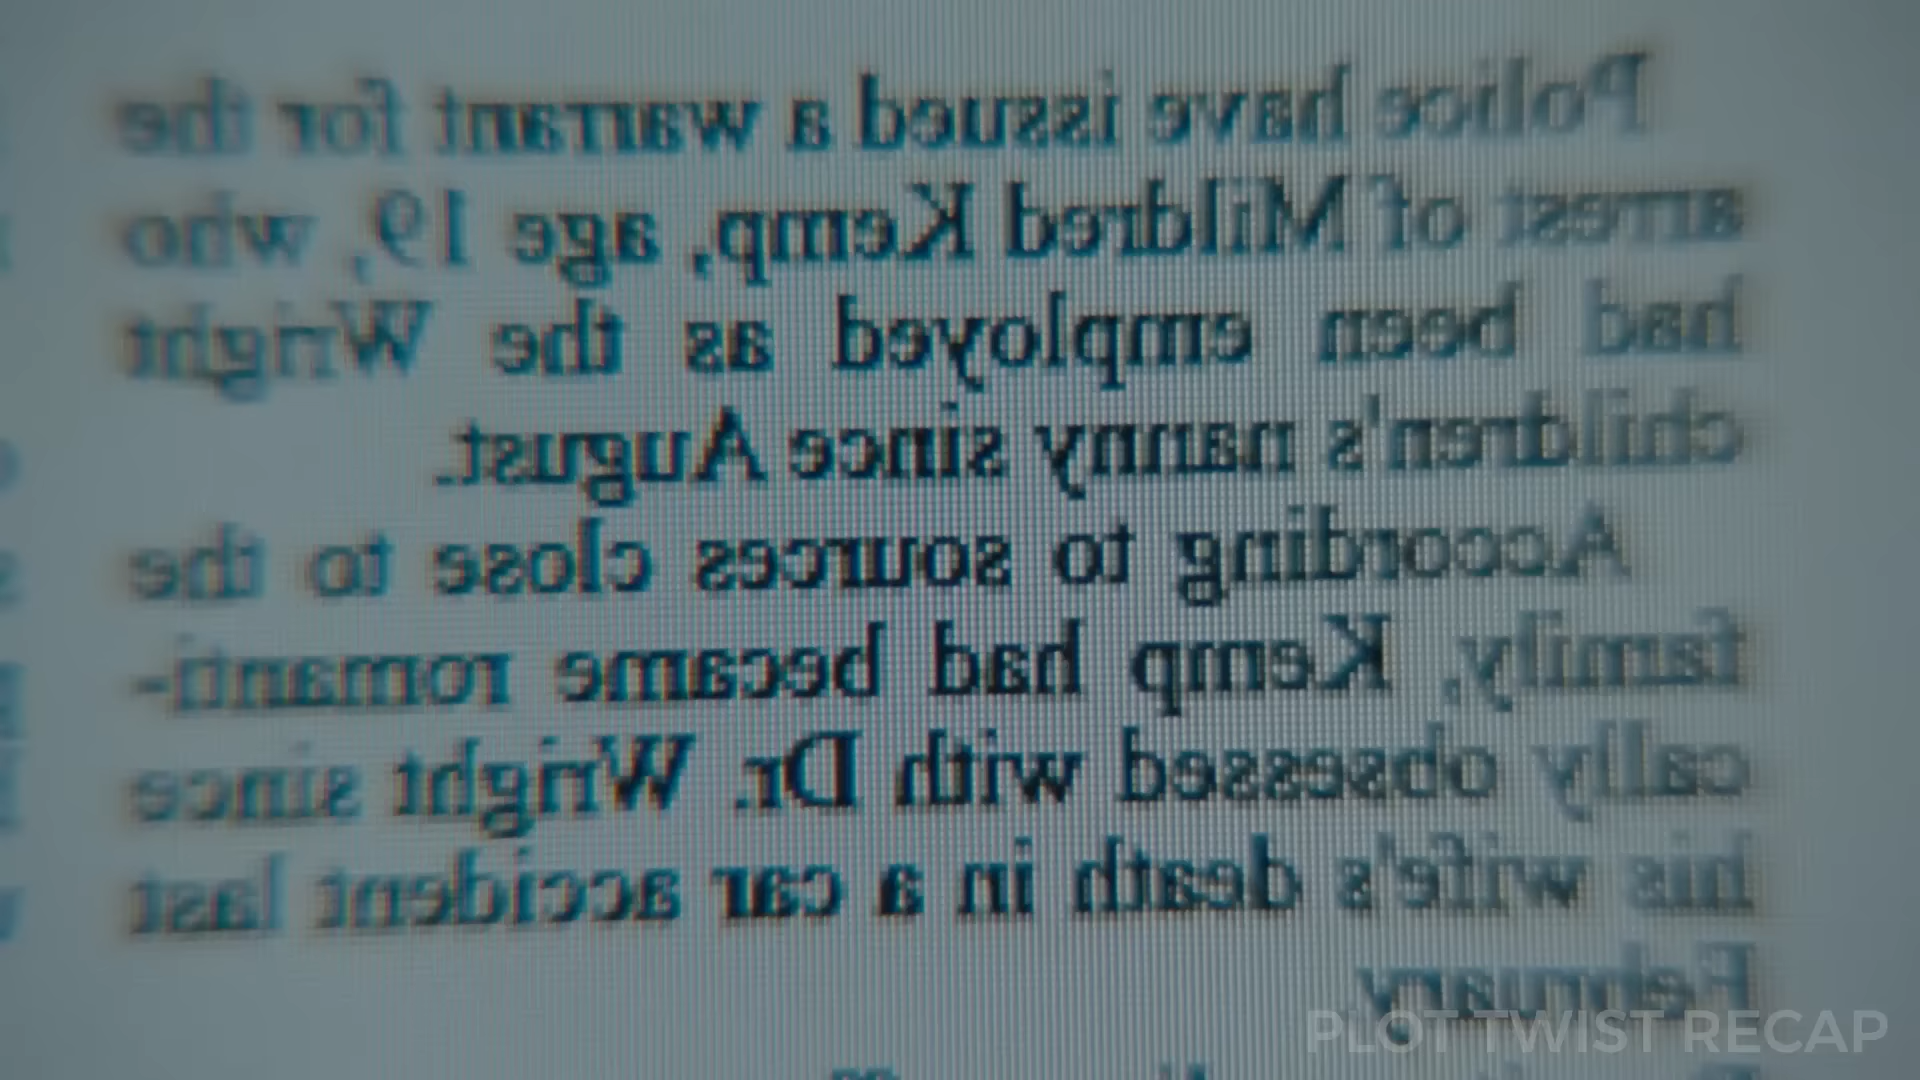 Police have issued a warrant for the
arrest of Mildred Kemp, age 19, who
had been employed as the Wright
children's nanny since August.
According to sources close to the
family, Kemp had became romanti-
cally obsessed with Dr. Wright since
his wife's death in a car accident last
February
PLOT TWIST RECAP